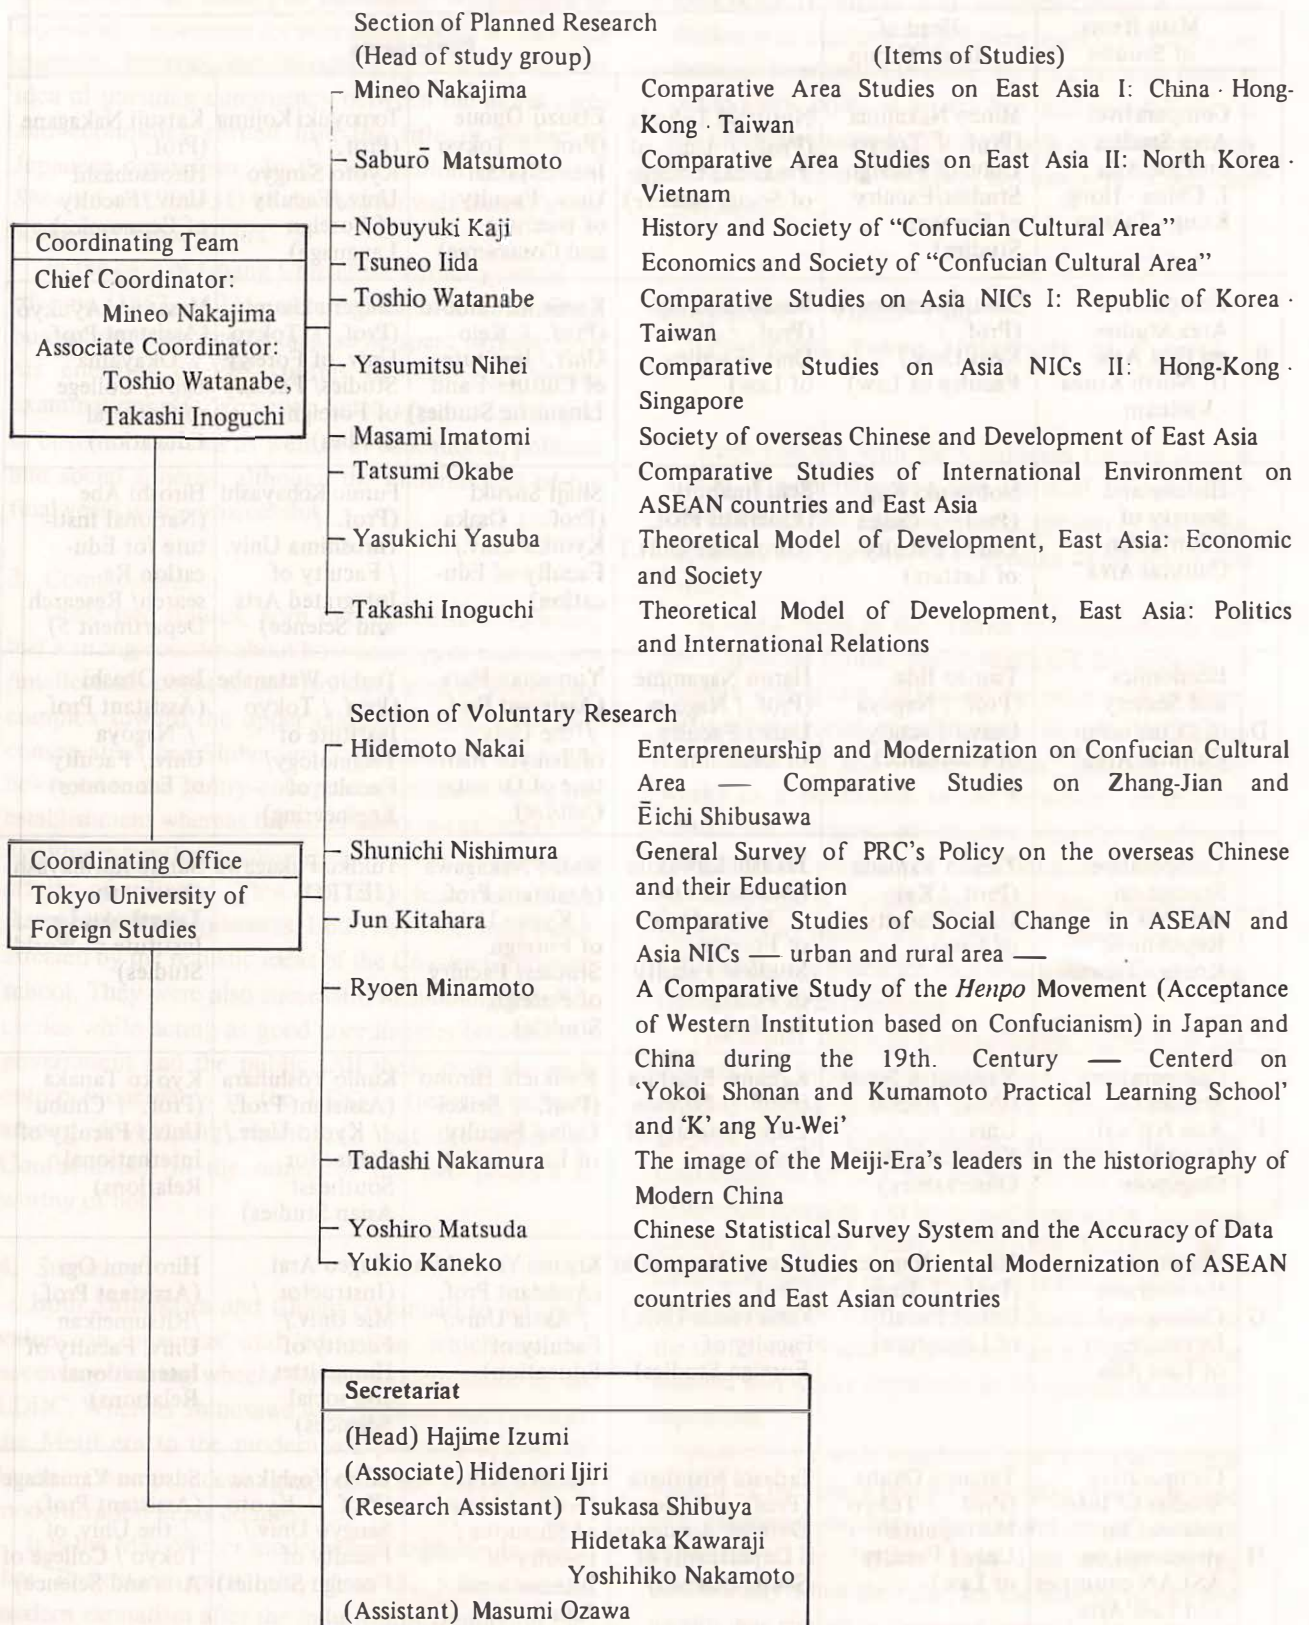 Section of Planned Research
(Head of study group)
(Items of Studies)
Mineo Nakajima
Comparative Area Studies on East Asia I: China · Hong-
Kong · Taiwan
Saburō Matsumoto
Comparative Area Studies on East Asia II: North Korea ·
Vietnam
Nobuyuki Kaji
History and Society of “Confucian Cultural Area”
Tsuneo Iida
Economics and Society of “Confucian Cultural Area”
Toshio Watanabe
Comparative Studies on Asia NICs I: Republic of Korea ·
Taiwan
Yasumitsu Nihei
Comparative Studies on Asia NICs II: Hong-Kong ·
Singapore
Masami Imatomi
Society of overseas Chinese and Development of East Asia
Tatsumi Okabe
Comparative Studies of International Environment on
ASEAN countries and East Asia
Yasukichi Yasuba
Theoretical Model of Development, East Asia: Economic
and Society
Takashi Inoguchi
Theoretical Model of Development, East Asia: Politics
and International Relations
Coordinating Team
Chief Coordinator:
Mineo Nakajima
Associate Coordinator:
Toshio Watanabe,
Takashi Inoguchi
Section of Voluntary Research
Hidemoto Nakai
Enterpreneurship and Modernization on Confucian Cultural
Area — Comparative Studies on Zhang-Jian and
Ēichi Shibusawa
Shunichi Nishimura
General Survey of PRC's Policy on the overseas Chinese
and their Education
Jun Kitahara
Comparative Studies of Social Change in ASEAN and
Asia NICs — urban and rural area —
Ryoen Minamoto
A Comparative Study of the Henpo Movement (Acceptance
of Western Institution based on Confucianism) in Japan and
China during the 19th. Century — Centerd on
‘Yokoi Shonan and Kumamoto Practical Learning School’
and ‘K’ ang Yu-Wei’
Tadashi Nakamura
The image of the Meiji-Era's leaders in the historiography of
Modern China
Yoshiro Matsuda
Chinese Statistical Survey System and the Accuracy of Data
Yukio Kaneko
Comparative Studies on Oriental Modernization of ASEAN
countries and East Asian countries
Coordinating Office
Tokyo University of
Foreign Studies
Secretariat
(Head) Hajime Izumi
(Associate) Hidenori Ijiri
(Research Assistant) Tsukasa Shibuya
Hidetaka Kawaraji
Yoshihiko Nakamoto
(Assistant) Masumi Ozawa